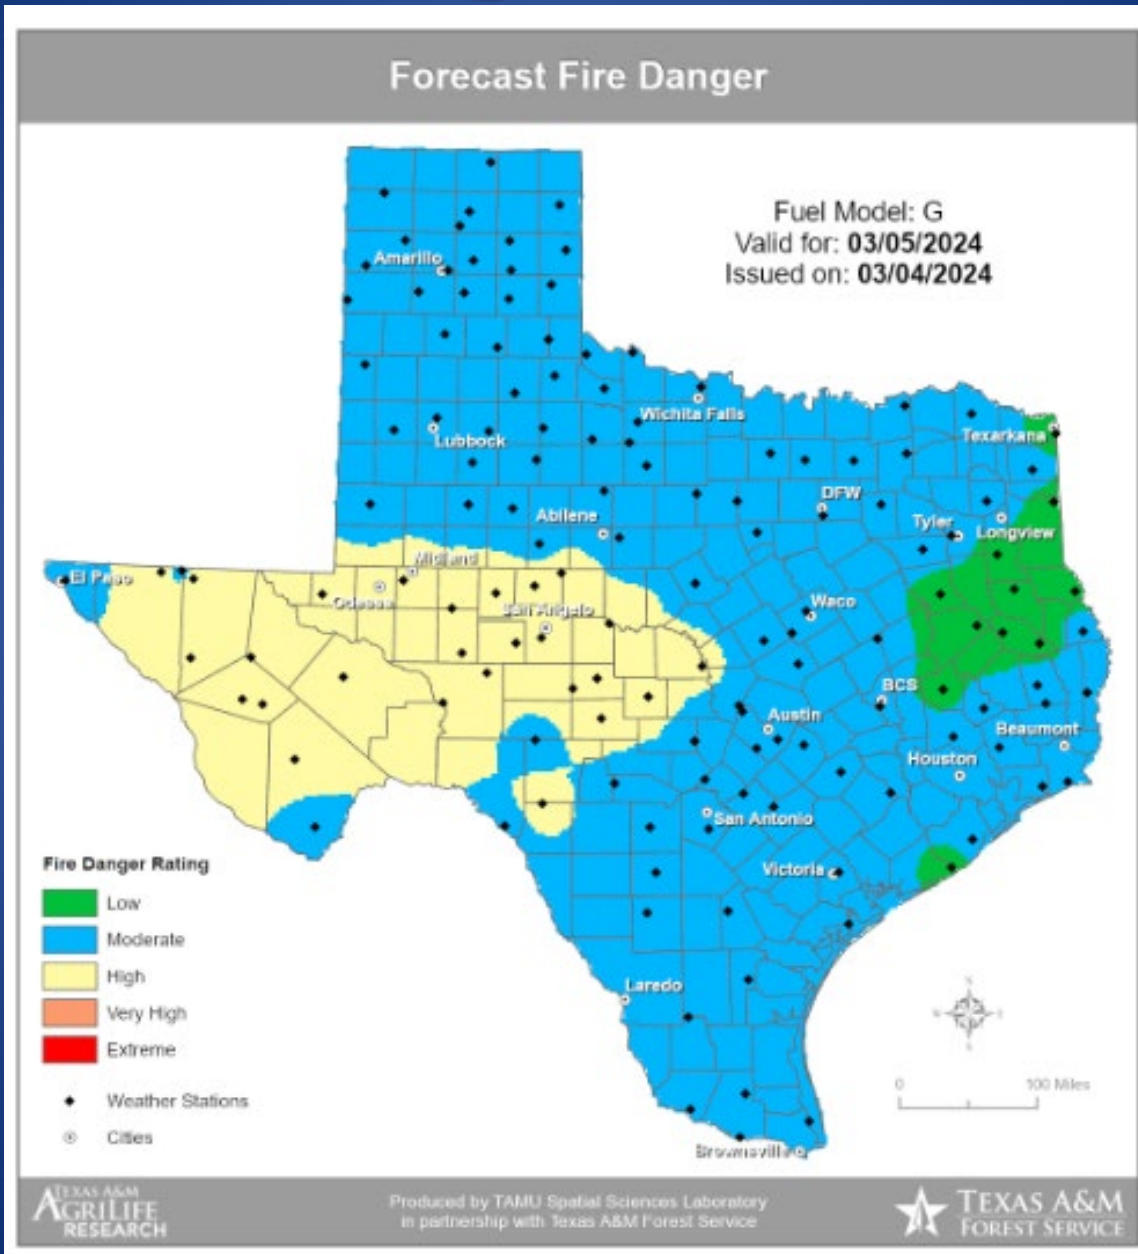 Forecast Fire Danger
Fuel Model: G
Valid for: 03/05/2024
Issued on: 03/04/2024
Amarillo
Wichita Falls
Lubbock
Texarkana
DFW
Abilene
Tyler
Longview
Midland
El Paso
Odessa
San Angelo
Waco
BCS
Austin
Beaumont
Houston
San Antonio
Victoria
Laredo
Brownsville
Fire Danger Rating
Low
Moderate
High
Very High
Extreme
Weather Stations
Cities
0 100 Miles
TEXAS A&M
AGRILIFE
RESEARCH
Produced by TAMU Spatial Sciences Laboratory
in partnership with Texas A&M Forest Service
TEXAS A&M
FOREST SERVICE